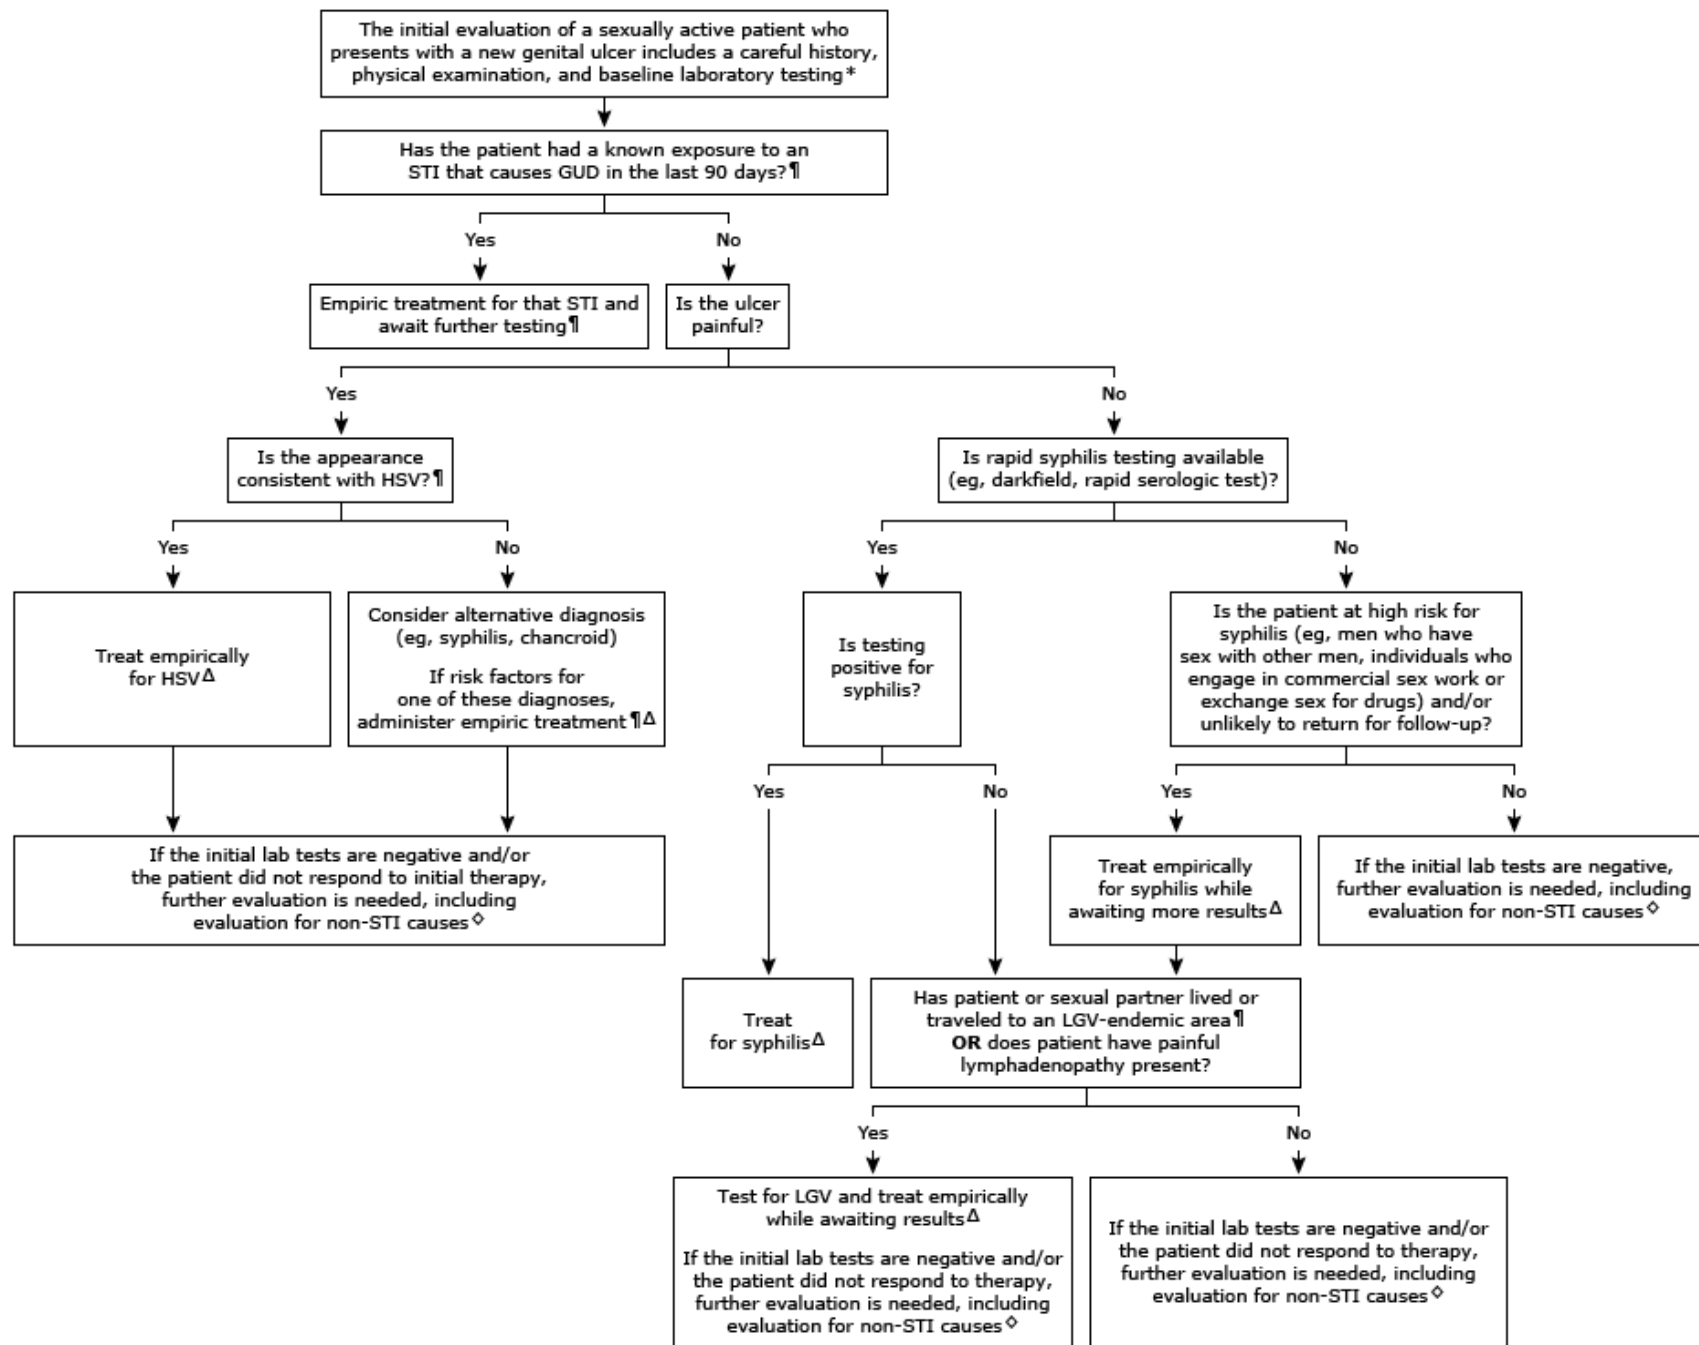 The initial evaluation of a sexually active patient who
presents with a new genital ulcer includes a careful history,
physical examination, and baseline laboratory testing*
Has the patient had a known exposure to an
STI that causes GUD in the last 90 days?¶
Yes
No
Empiric treatment for that STI and
await further testing¶
Is the ulcer
painful?
Yes
No
Is the appearance
consistent with HSV?¶
Is rapid syphilis testing available
(eg, darkfield, rapid serologic test)?
Yes
No
Yes
No
Treat empirically
for HSVΔ
Consider alternative diagnosis
(eg, syphilis, chancroid)
If risk factors for
one of these diagnoses,
administer empiric treatment¶Δ
Is testing
positive for
syphilis?
Is the patient at high risk for
syphilis (eg, men who have
sex with other men, individuals who
engage in commercial sex work or
exchange sex for drugs) and/or
unlikely to return for follow-up?
Yes
No
Yes
No
If the initial lab tests are negative and/or
the patient did not respond to initial therapy,
further evaluation is needed, including
evaluation for non-STI causes◇
Treat empirically
for syphilis while
awaiting more resultsΔ
If the initial lab tests are negative,
further evaluation is needed, including
evaluation for non-STI causes◇
Treat
for syphilisΔ
Has patient or sexual partner lived or
traveled to an LGV-endemic area¶
OR does patient have painful
lymphadenopathy present?
Yes
No
Test for LGV and treat empirically
while awaiting resultsΔ
If the initial lab tests are negative and/or
the patient did not respond to therapy,
further evaluation is needed, including
evaluation for non-STI causes◇
If the initial lab tests are negative and/or
the patient did not respond to therapy,
further evaluation is needed, including
evaluation for non-STI causes◇